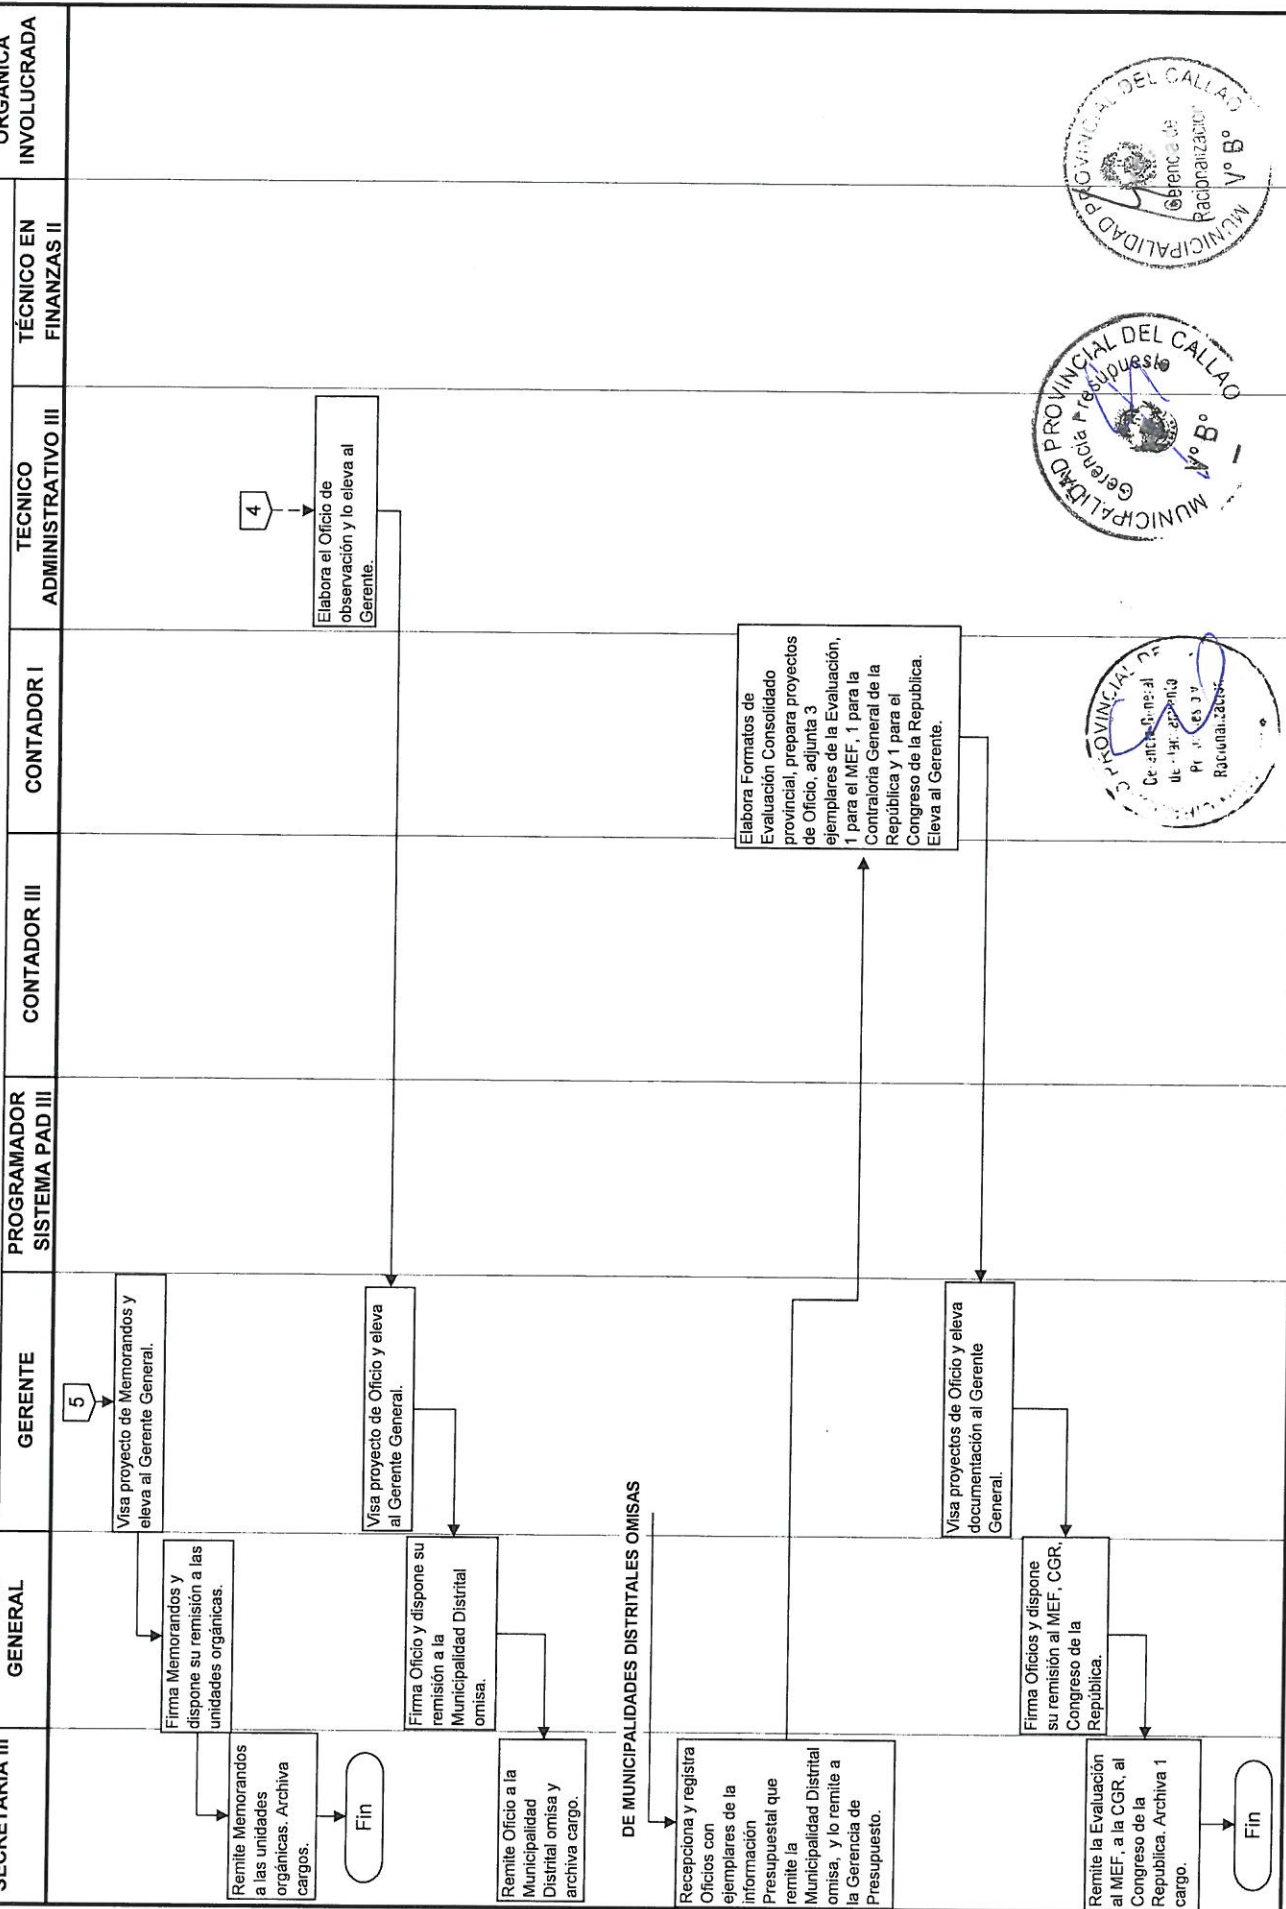 SECRETARIA III
GENERAL
GERENTE
PROGRAMADOR
SISTEMA PAD III
CONTADOR III
CONTADOR I
TECNICO
ADMINISTRATIVO III
TÉCNICO EN
FINANZAS II
ORGANICA
INVOLUCRADA
5
Visa proyecto de Memorandos y
eleva al Gerente General.
Firma Memorandos y
dispone su remisión a las
unidades orgánicas.
Remite Memorandos
a las unidades
orgánicas. Archiva
cargos.
Fin
4
Elabora el Oficio de
observación y lo eleva al
Gerente.
Visa proyecto de Oficio y eleva
al Gerente General.
Firma Oficio y dispone su
remisión a la
Municipalidad Distrital
omisa.
Remite Oficio a la
Municipalidad
Distrital omisa y
archiva cargo.
DE MUNICIPALIDADES DISTRITALES OMISAS
Recepciona y registra
Oficios con
ejemplares de la
información
Presupuestal que
remite la
Municipalidad Distrital
omisa, y lo remite a
la Gerencia de
Presupuesto.
Elabora Formatos de
Evaluación Consolidado
provincial, prepara proyectos
de Oficio, adjunta 3
ejemplares de la Evaluación,
1 para el MEF, 1 para la
Contraloría General de la
República y 1 para el
Congreso de la Republica.
Eleva al Gerente.
Visa proyectos de Oficio y eleva
documentación al Gerente
General.
Firma Oficios y dispone
su remisión al MEF, CGR,
Congreso de la
República.
Remite la Evaluación
al MEF, a la CGR, al
Congreso de la
Republica. Archiva 1
cargo.
Fin
PROVINCIAL DE
Gerencia General
Racionalización
MUNICIPALIDAD PROVINCIAL DEL CALLAO
Gerencia Presupuesto
V° B°
MUNICIPALIDAD PROVINCIAL DEL CALLAO
Gerencia de
Racionalización
V° B°